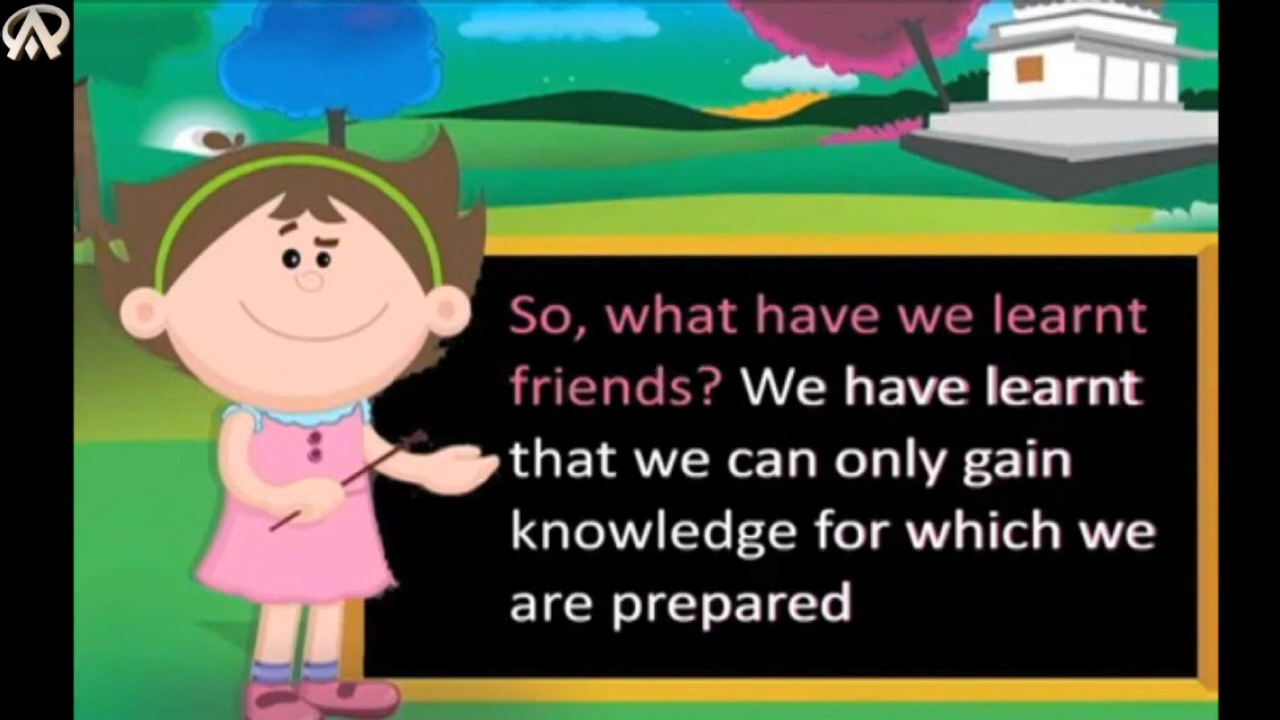 So, what have we learnt
friends? We have learnt
that we can only gain
knowledge for which we
are prepared